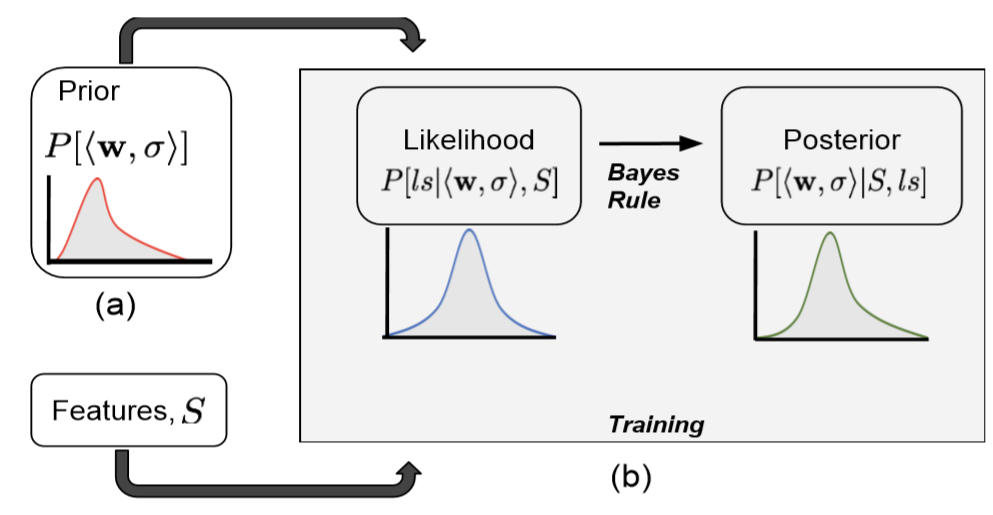 Prior
P[⟨w, σ⟩]
(a)
Features, S
Likelihood
P[ls|⟨w, σ⟩, S]
Bayes
Rule
Posterior
P[⟨w, σ⟩|S, ls]
Training
(b)